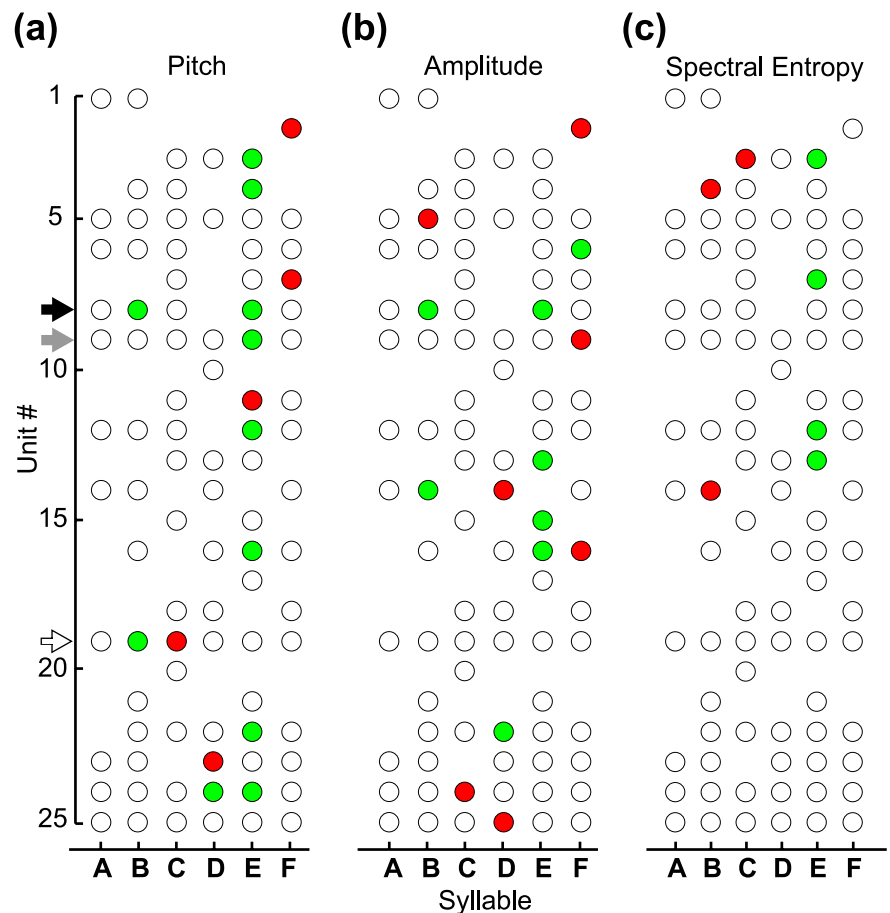 (a) (b) (c)
Pitch Amplitude Spectral Entropy
1
5
10
15
20
25
Unit #
A B C D E F A B C D E F A B C D E F
Syllable